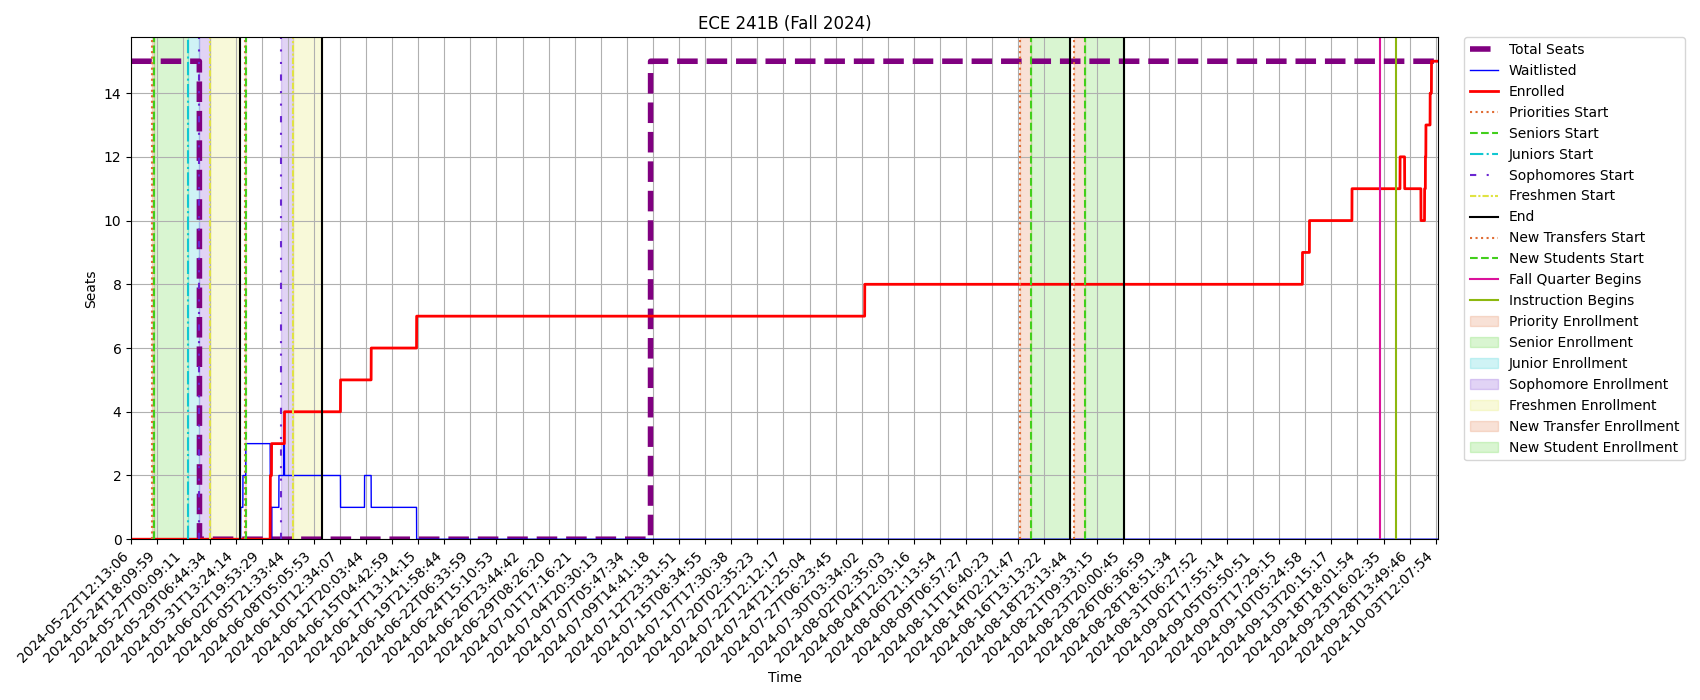 ECE 241B (Fall 2024)
Seats
14
12
10
8
6
4
2
0
2024-05-22T12:13:06
2024-05-24T18:09:59
2024-05-27T00:09:11
2024-05-29T06:44:34
2024-05-31T13:24:14
2024-06-02T19:53:29
2024-06-05T21:33:44
2024-06-08T05:05:53
2024-06-10T12:34:07
2024-06-12T20:03:44
2024-06-15T04:42:59
2024-06-17T13:14:15
2024-06-19T21:58:44
2024-06-22T06:33:59
2024-06-24T15:10:53
2024-06-26T23:44:42
2024-06-29T08:26:20
2024-07-01T17:16:21
2024-07-04T20:30:13
2024-07-07T05:47:34
2024-07-09T14:41:18
2024-07-12T23:31:51
2024-07-15T08:34:55
2024-07-17T17:30:38
2024-07-20T02:35:23
2024-07-22T12:12:17
2024-07-24T21:25:04
2024-07-27T06:23:45
2024-07-30T03:34:02
2024-08-02T02:35:03
2024-08-04T12:03:16
2024-08-06T21:13:54
2024-08-09T06:57:27
2024-08-11T16:40:23
2024-08-14T02:21:47
2024-08-16T13:13:22
2024-08-18T23:13:44
2024-08-21T09:33:15
2024-08-23T20:00:45
2024-08-26T06:36:59
2024-08-28T18:51:34
2024-08-31T06:27:52
2024-09-02T17:55:14
2024-09-05T05:50:51
2024-09-07T17:29:15
2024-09-10T05:24:58
2024-09-13T20:15:17
2024-09-18T18:01:54
2024-09-23T16:02:35
2024-09-28T13:49:46
2024-10-03T12:07:54
Time
Total Seats
Waitlisted
Enrolled
Priorities Start
Seniors Start
Juniors Start
Sophomores Start
Freshmen Start
End
New Transfers Start
New Students Start
Fall Quarter Begins
Instruction Begins
Priority Enrollment
Senior Enrollment
Junior Enrollment
Sophomore Enrollment
Freshmen Enrollment
New Transfer Enrollment
New Student Enrollment